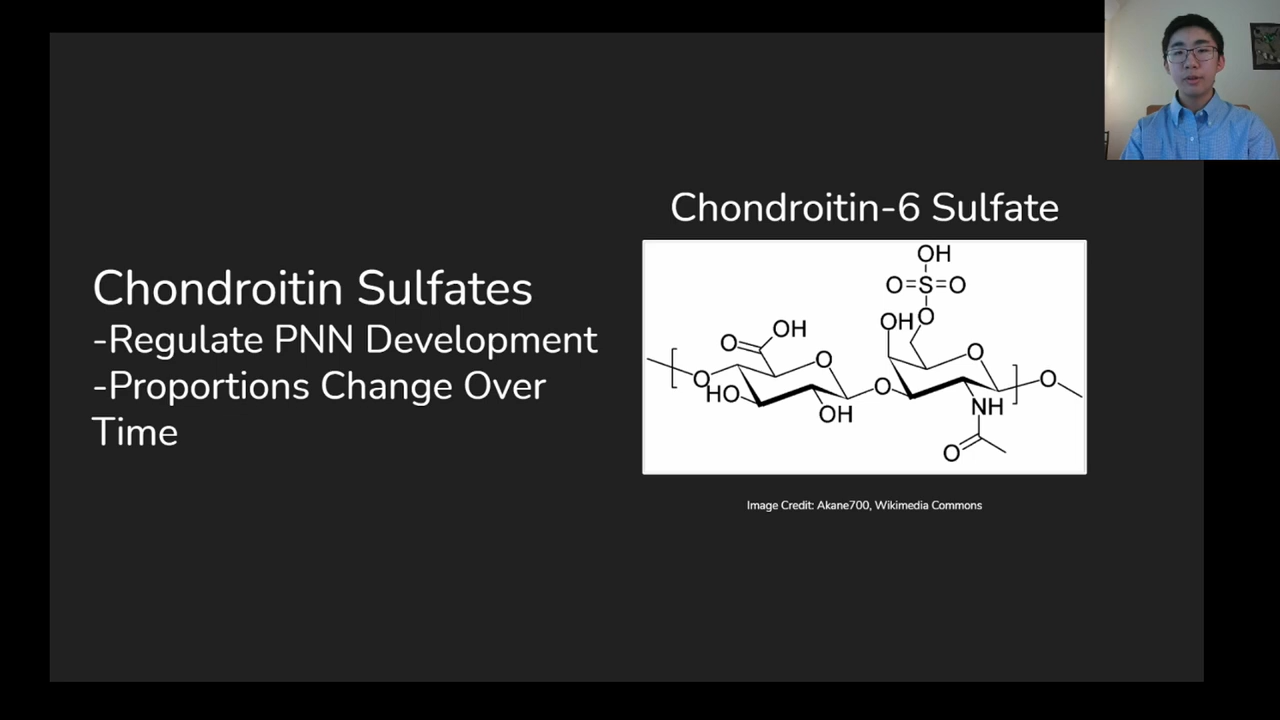 Chondroitin-6 Sulfate
Chondroitin Sulfates
-Regulate PNN Development
-Proportions Change Over
Time
OH
O=S=O
O
OH
O
OH
O
O
O
HO
OH
O
O
NH
O
Image Credit: Akane700, Wikimedia Commons